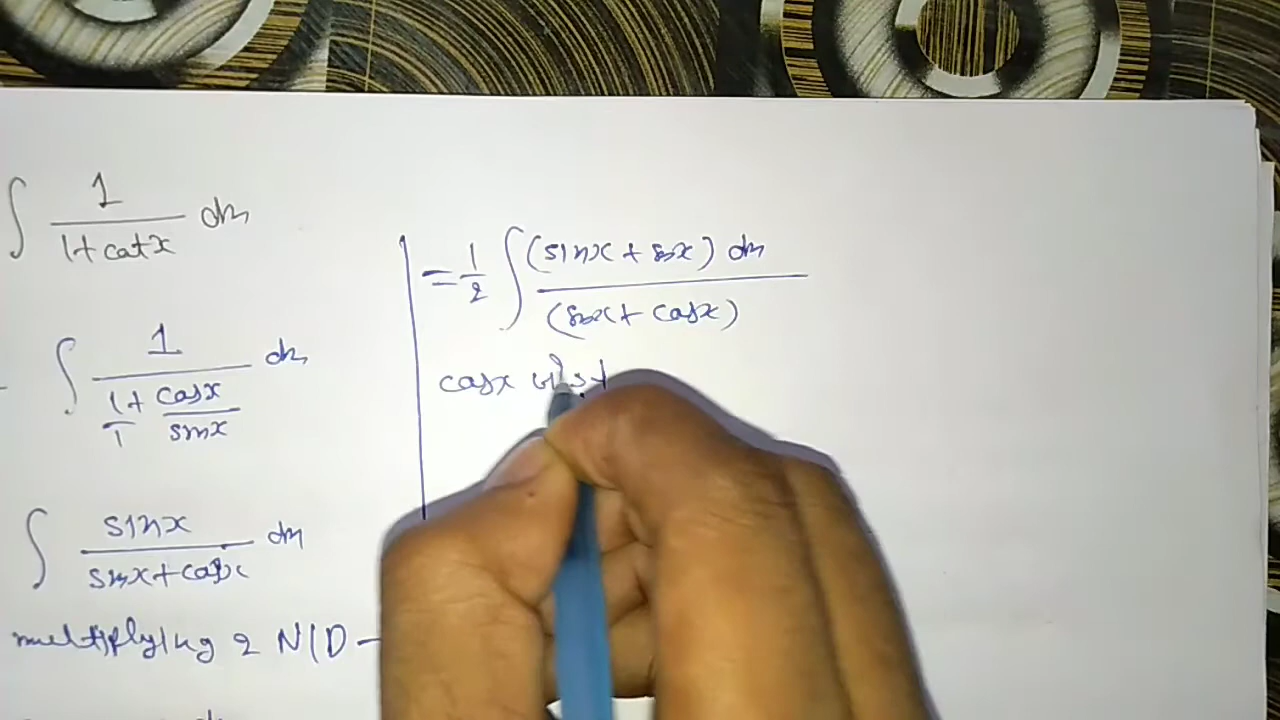 ∫ 1/(1+cotx) dx
∫ 1/(1/1 + cosx/sinx) dx
∫ sinx/(sinx+cosx) dx
multiplying 2 N/D -
= 1/2 ∫ (sinx + sinx) dx / (sinx + cosx)
cosx